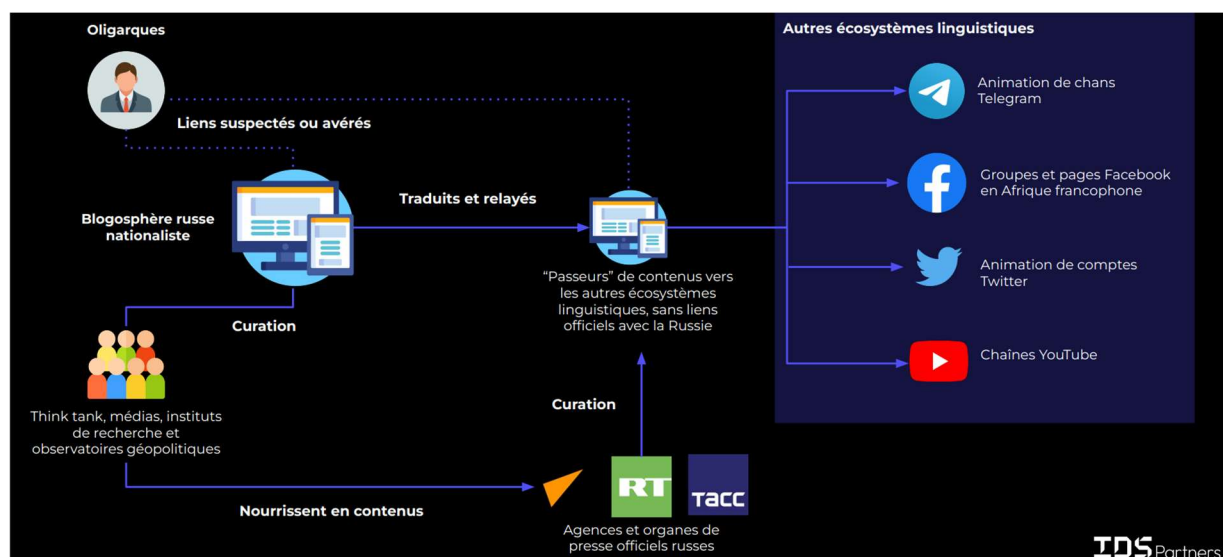 Oligarques
Autres écosystèmes linguistiques
Liens suspectés ou avérés
Animation de chans
Telegram
Blogosphère russe
nationaliste
Traduits et relayés
Groupes et pages Facebook
en Afrique francophone
“Passeurs” de contenus vers
les autres écosystèmes
linguistiques, sans liens
officiels avec la Russie
Animation de comptes
Twitter
Curation
Chaînes YouTube
Think tank, médias, instituts
de recherche et
observatoires géopolitiques
Curation
Nourrissent en contenus
RT
тасс
Agences et organes de
presse officiels russes
IDS Partners